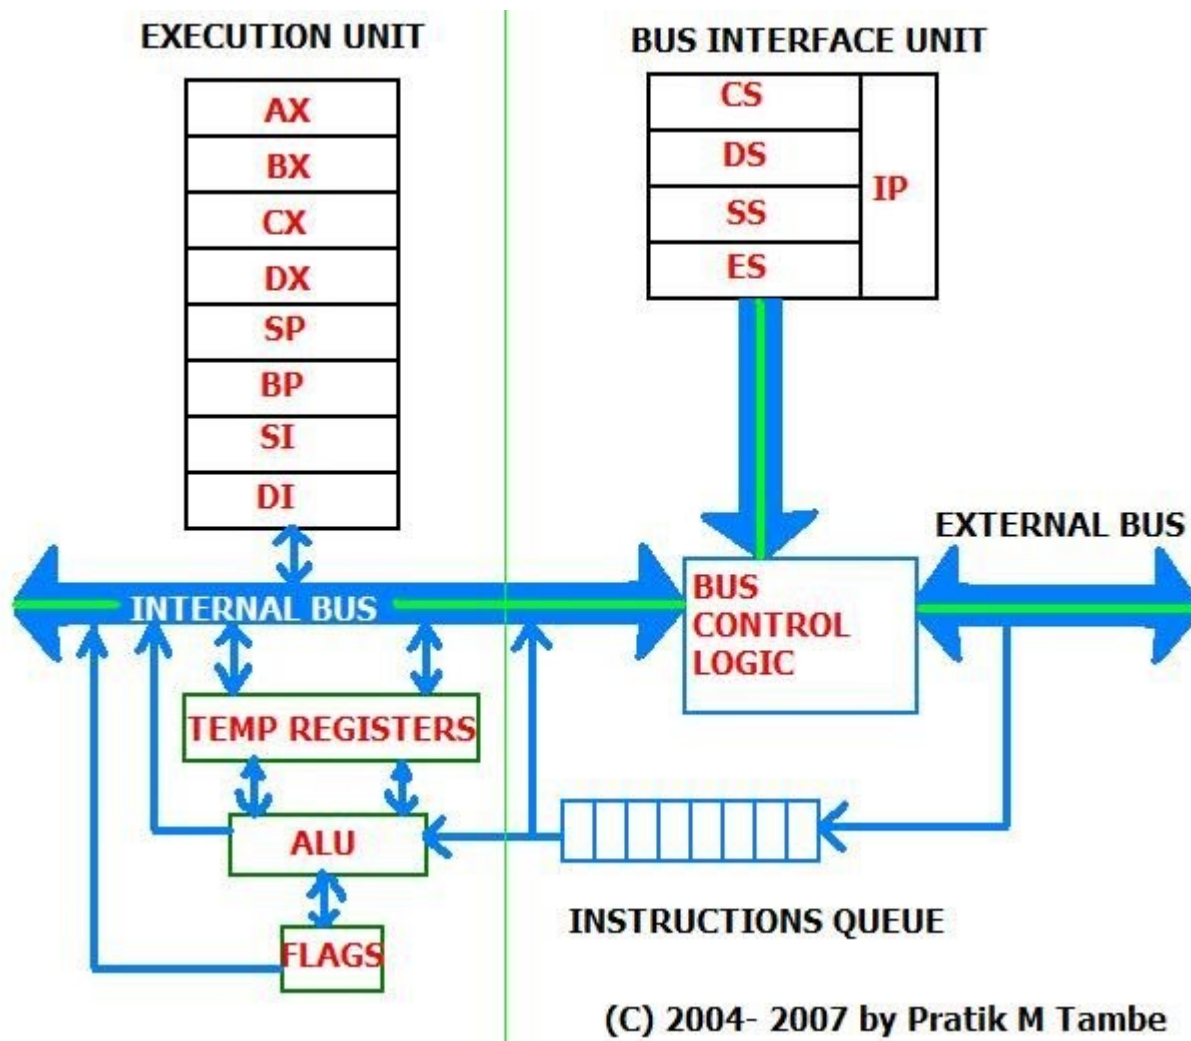 EXECUTION UNIT
BUS INTERFACE UNIT
AX
BX
CX
DX
SP
BP
SI
DI
CS
DS
SS
ES
IP
EXTERNAL BUS
INTERNAL BUS
BUS
CONTROL
LOGIC
TEMP REGISTERS
ALU
FLAGS
INSTRUCTIONS QUEUE
(C) 2004- 2007 by Pratik M Tambe